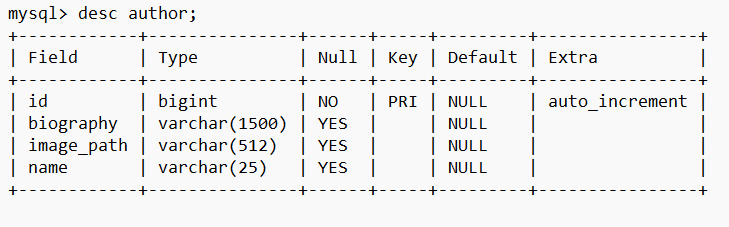 mysql> desc author;
+------------+---------------+------+-----+---------+----------------+
| Field      | Type          | Null | Key | Default | Extra          |
+------------+---------------+------+-----+---------+----------------+
| id         | bigint        | NO   | PRI | NULL    | auto_increment |
| biography  | varchar(1500) | YES  |     | NULL    |                |
| image_path | varchar(512)  | YES  |     | NULL    |                |
| name       | varchar(25)   | YES  |     | NULL    |                |
+------------+---------------+------+-----+---------+----------------+